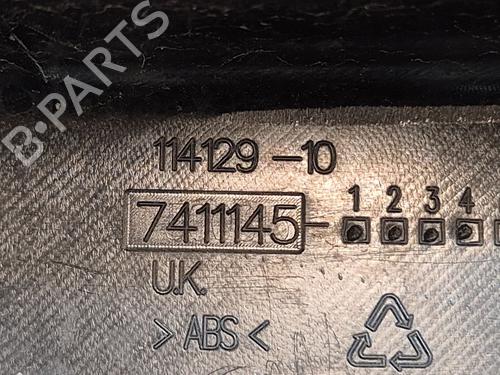 B-PARTS
114129-10
7411145- 1 2 3 4
U.K.
>ABS<